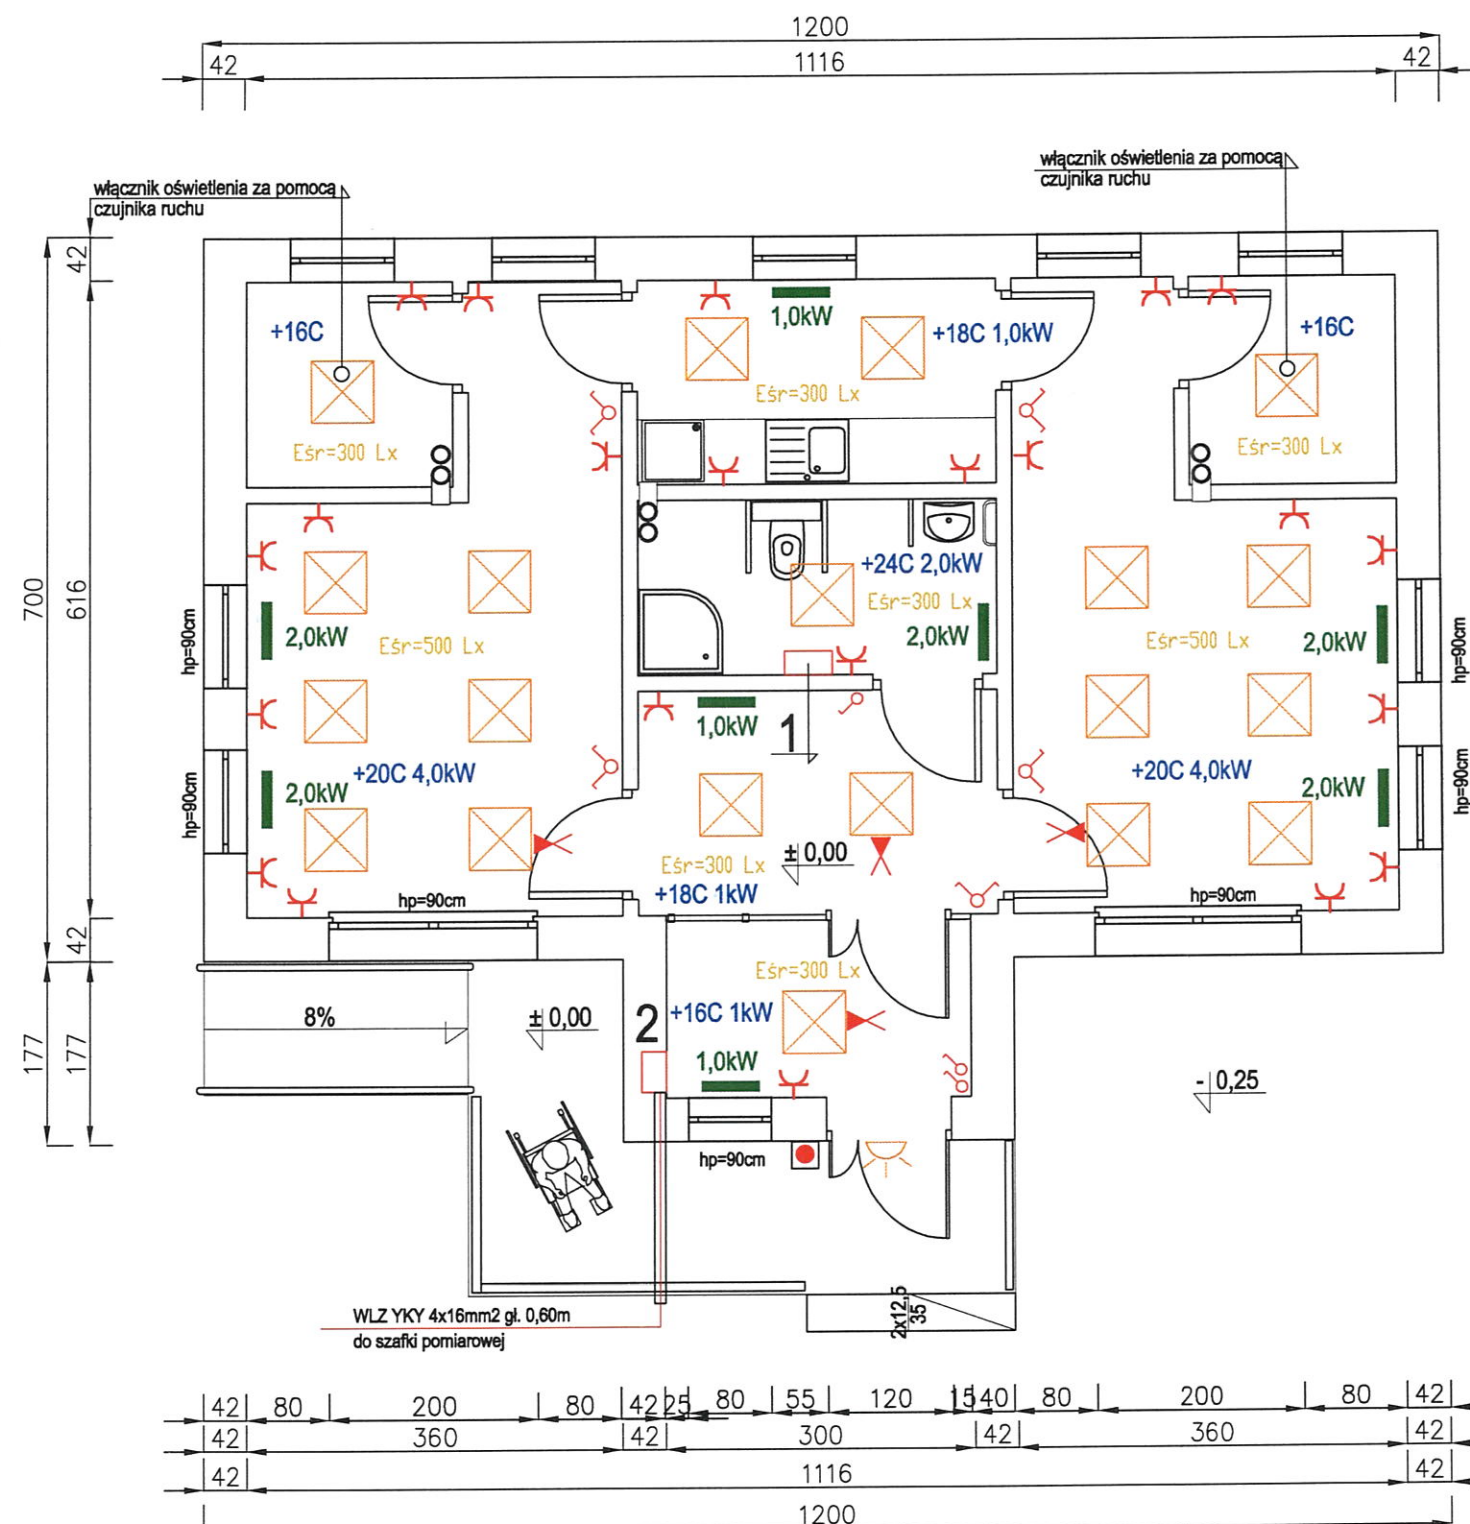 1200
42
1116
42
włącznik oświetlenia za pomocą
czujnika ruchu
włącznik oświetlenia za pomocą
czujnika ruchu
42
700
616
42
177
177
+16C
1,0kW
+18C 1,0kW
+16C
Eśr=300 Lx
Eśr=300 Lx
Eśr=300 Lx
+24C 2,0kW
Eśr=300 Lx
hp=90cm
2,0kW
Eśr=500 Lx
2,0kW
Eśr=500 Lx
2,0kW
hp=90cm
1,0kW
1
hp=90cm
2,0kW
+20C 4,0kW
+20C 4,0kW
2,0kW
hp=90cm
Eśr=300 Lx
± 0,00
+18C 1kW
hp=90cm
hp=90cm
Eśr=300 Lx
8%
± 0,00
2
+16C 1kW
1,0kW
- 0,25
hp=90cm
WLZ YKY 4x16mm2 gł. 0,60m
do szafki pomiarowej
2x12,5
35
42 80 200 80 42 25 80 55 120 15 40 80 200 80 42
42 360 42 300 42 360 42
42 1116 42
1200